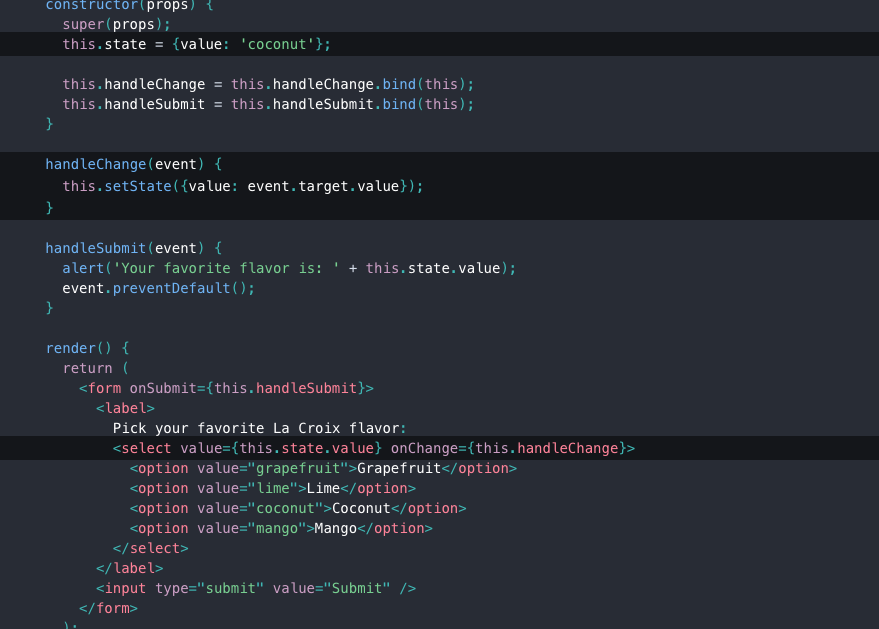 constructor(props) {
super(props);
this.state = {value: 'coconut'};
this.handleChange = this.handleChange.bind(this);
this.handleSubmit = this.handleSubmit.bind(this);
}
handleChange(event) {
this.setState({value: event.target.value});
}
handleSubmit(event) {
alert('Your favorite flavor is: ' + this.state.value);
event.preventDefault();
}
render() {
return (
<form onSubmit={this.handleSubmit}>
<label>
Pick your favorite La Croix flavor:
<select value={this.state.value} onChange={this.handleChange}>
<option value="grapefruit">Grapefruit</option>
<option value="lime">Lime</option>
<option value="coconut">Coconut</option>
<option value="mango">Mango</option>
</select>
</label>
<input type="submit" value="Submit" />
</form>
);